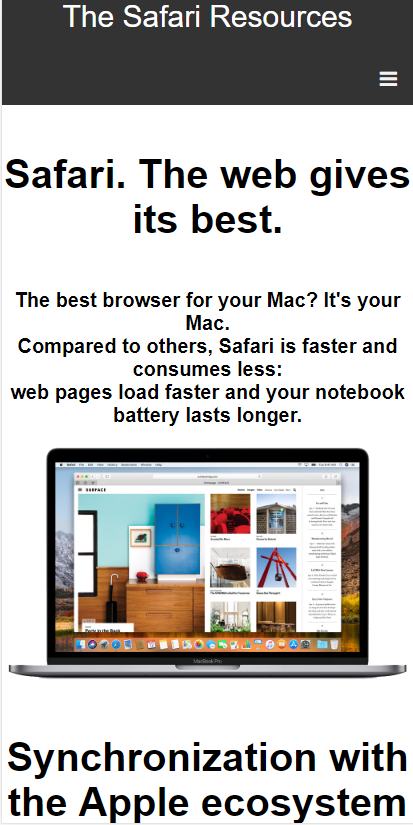 The Safari Resources
Safari. The web gives
its best.
The best browser for your Mac? It's your
Mac.
Compared to others, Safari is faster and
consumes less:
web pages load faster and your notebook
battery lasts longer.
SURFACE
MacBook Pro
Synchronization with
the Apple ecosystem